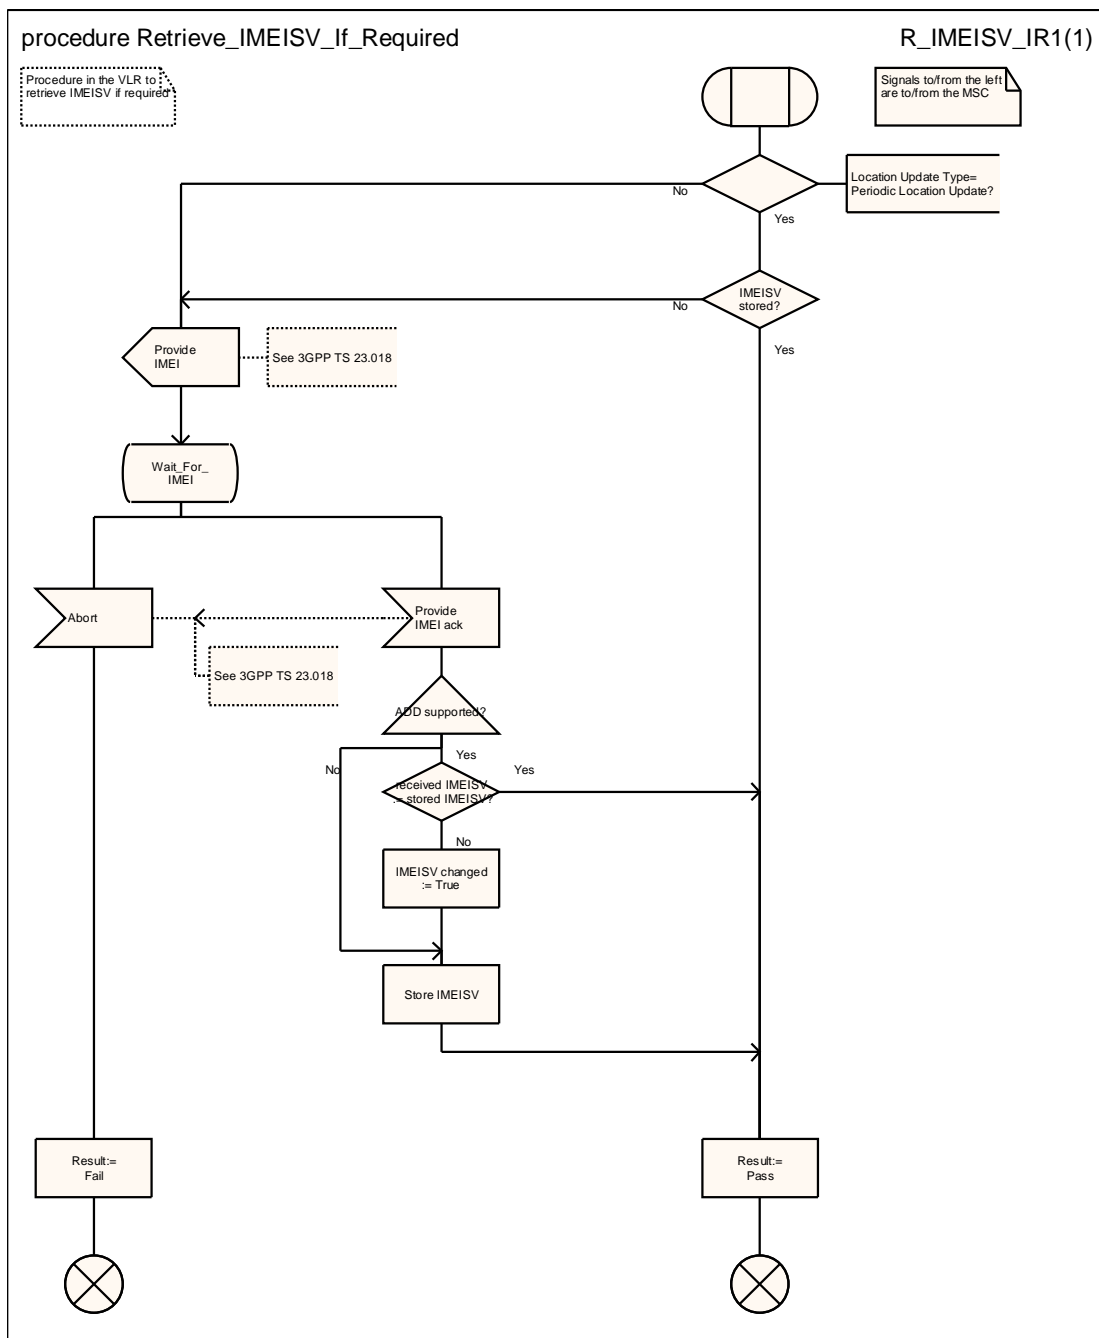 procedure Retrieve_IMEISV_If_Required
R_IMEISV_IR1(1)
Procedure in the VLR to
retrieve IMEISV if required
Signals to/from the left
are to/from the MSC
Location Update Type=
Periodic Location Update?
No
Yes
IMEISV
stored?
No
Yes
Provide
IMEI
See 3GPP TS 23.018
Wait_For_
IMEI
Abort
Provide
IMEI ack
See 3GPP TS 23.018
ADD supported?
Yes
No
received IMEISV
:= stored IMEISV?
Yes
No
IMEISV changed
:= True
Store IMEISV
Result:=
Fail
Result:=
Pass